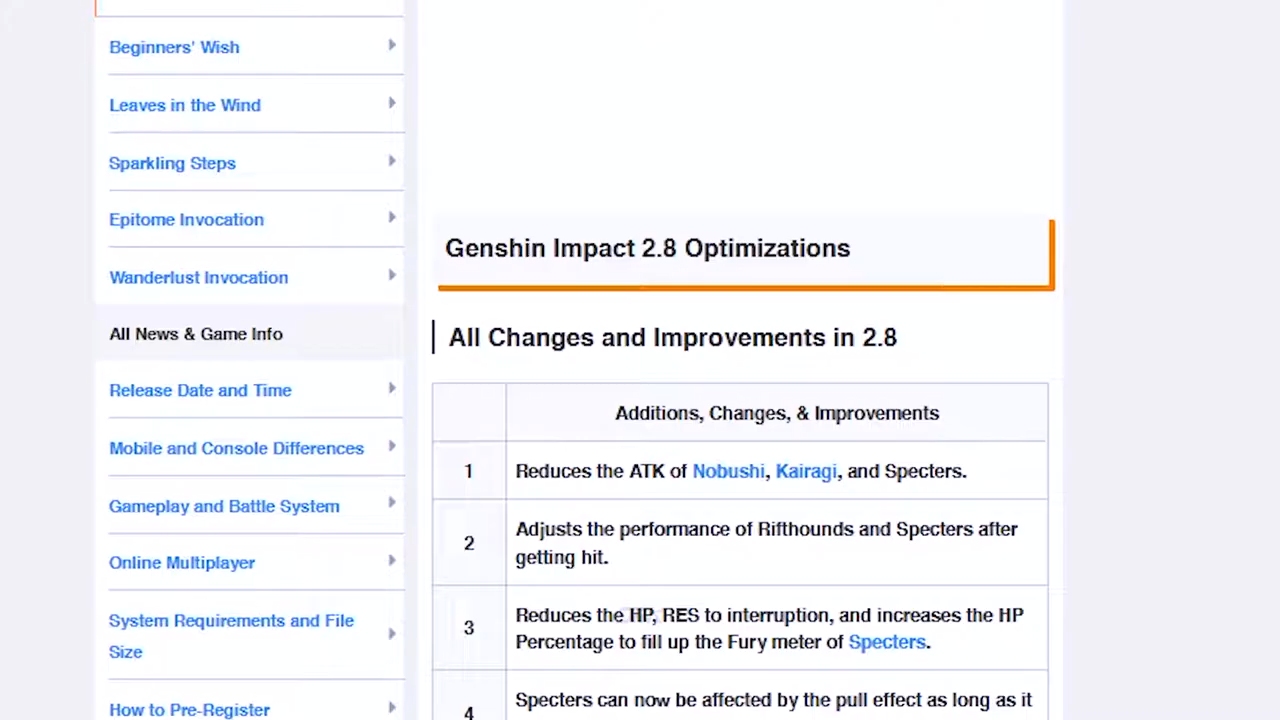 Beginners' Wish
Leaves in the Wind
Sparkling Steps
Epitome Invocation
Wanderlust Invocation
All News & Game Info
Release Date and Time
Mobile and Console Differences
Gameplay and Battle System
Online Multiplayer
System Requirements and File
Size
How to Pre-Register
Genshin Impact 2.8 Optimizations
All Changes and Improvements in 2.8
Additions, Changes, & Improvements
1 Reduces the ATK of Nobushi, Kairagi, and Specters.
2 Adjusts the performance of Rifthounds and Specters after
getting hit.
3 Reduces the HP, RES to interruption, and increases the HP
Percentage to fill up the Fury meter of Specters.
4 Specters can now be affected by the pull effect as long as it